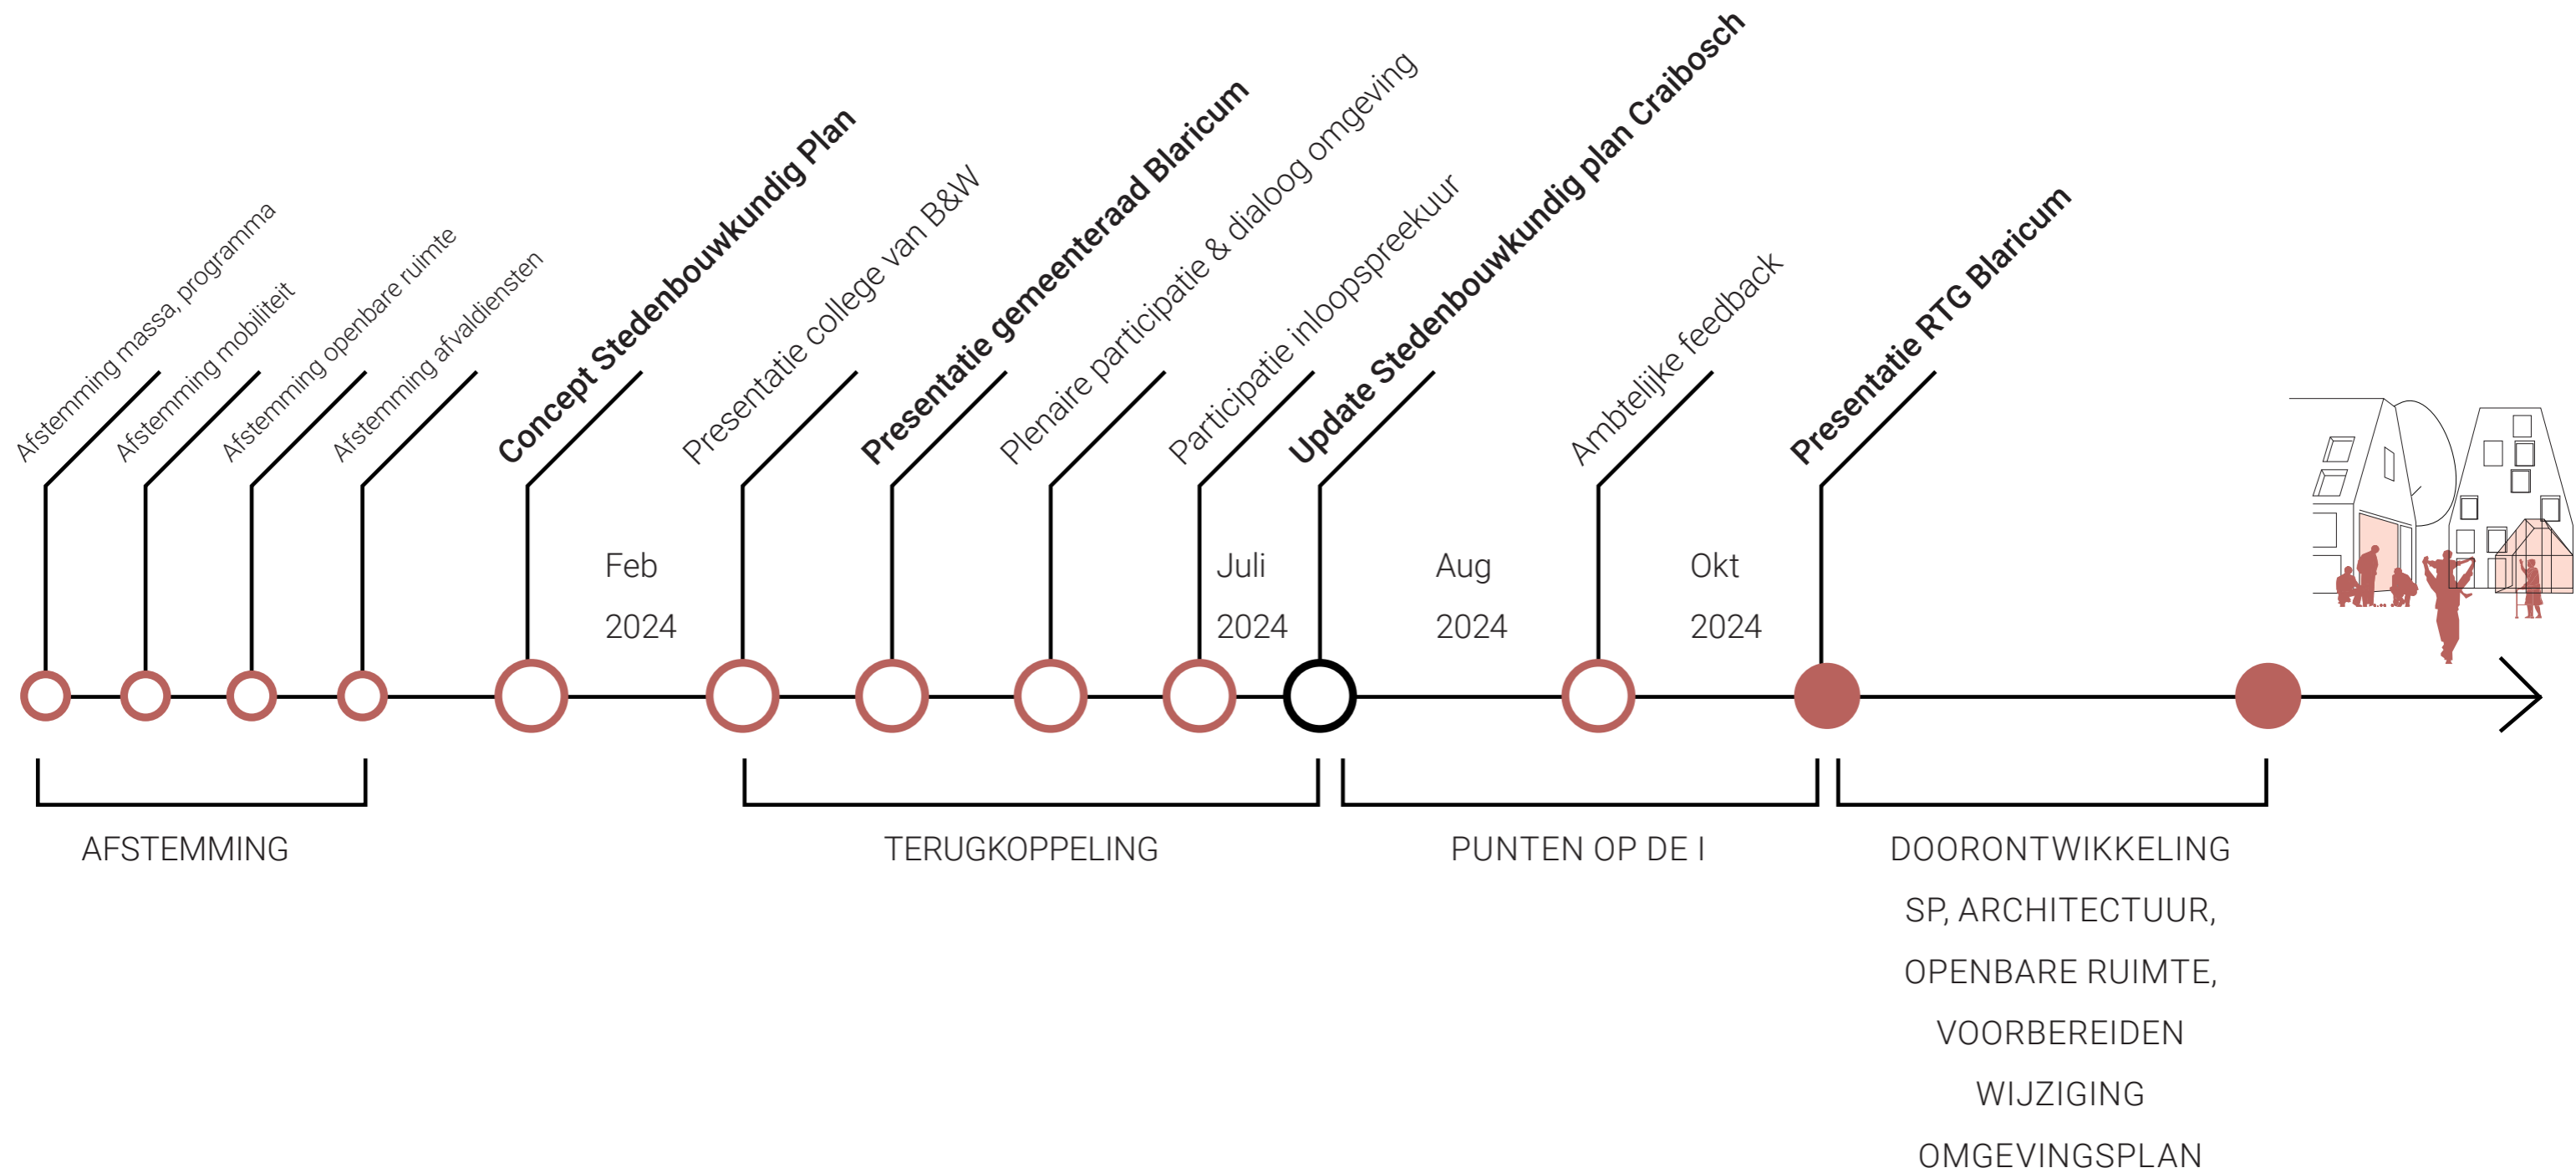 Afstemming massa, programma
Afstemming mobiliteit
Afstemming openbare ruimte
Afstemming afvaldiensten
Concept Stedenbouwkundig Plan
Presentatie college van B&W
Presentatie gemeenteraad Blaricum
Plenaire participatie & dialoog omgeving
Participatie inloopspreekuur
Update Stedenbouwkundig plan Craibosch
Ambtelijke feedback
Presentatie RTG Blaricum
Feb
2024
Juli
2024
Aug
2024
Okt
2024
AFSTEMMING
TERUGKOPPELING
PUNTEN OP DE I
DOORONTWIKKELING
SP, ARCHITECTUUR,
OPENBARE RUIMTE,
VOORBEREIDEN
WIJZIGING
OMGEVINGSPLAN